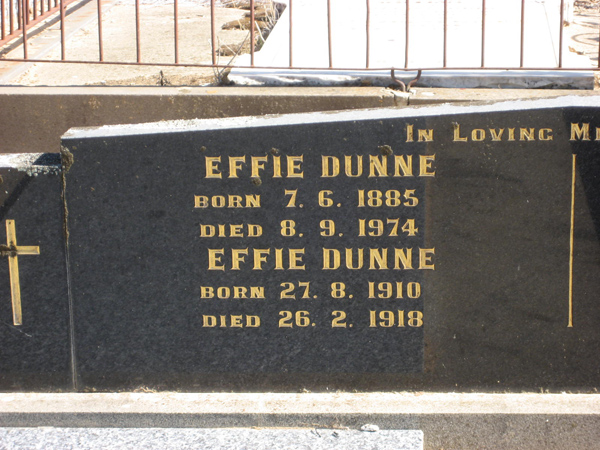 IN LOVING
EFFIE DUNNE
BORN 7. 6. 1885
DIED 8. 9. 1974
EFFIE DUNNE
BORN 27. 8. 1910
DIED 26. 2. 1918